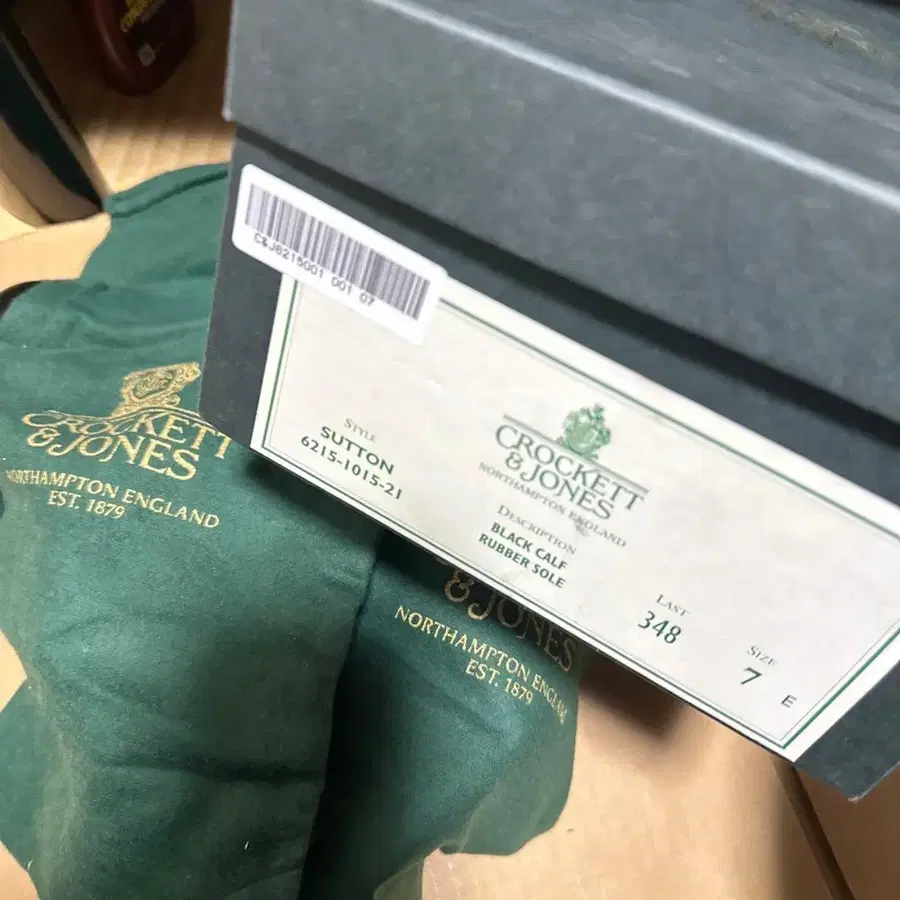 C&J6215001 001 07
STYLE
SUTTON
6215-1015-21
CROCKETT
& JONES
NORTHAMPTON ENGLAND
DESCRIPTION
BLACK CALF
RUBBER SOLE
LAST
348
SIZE
7 E
CROCKETT
& JONES
NORTHAMPTON ENGLAND
EST. 1879
& JONES
NORTHAMPTON ENGLAND
EST. 1879